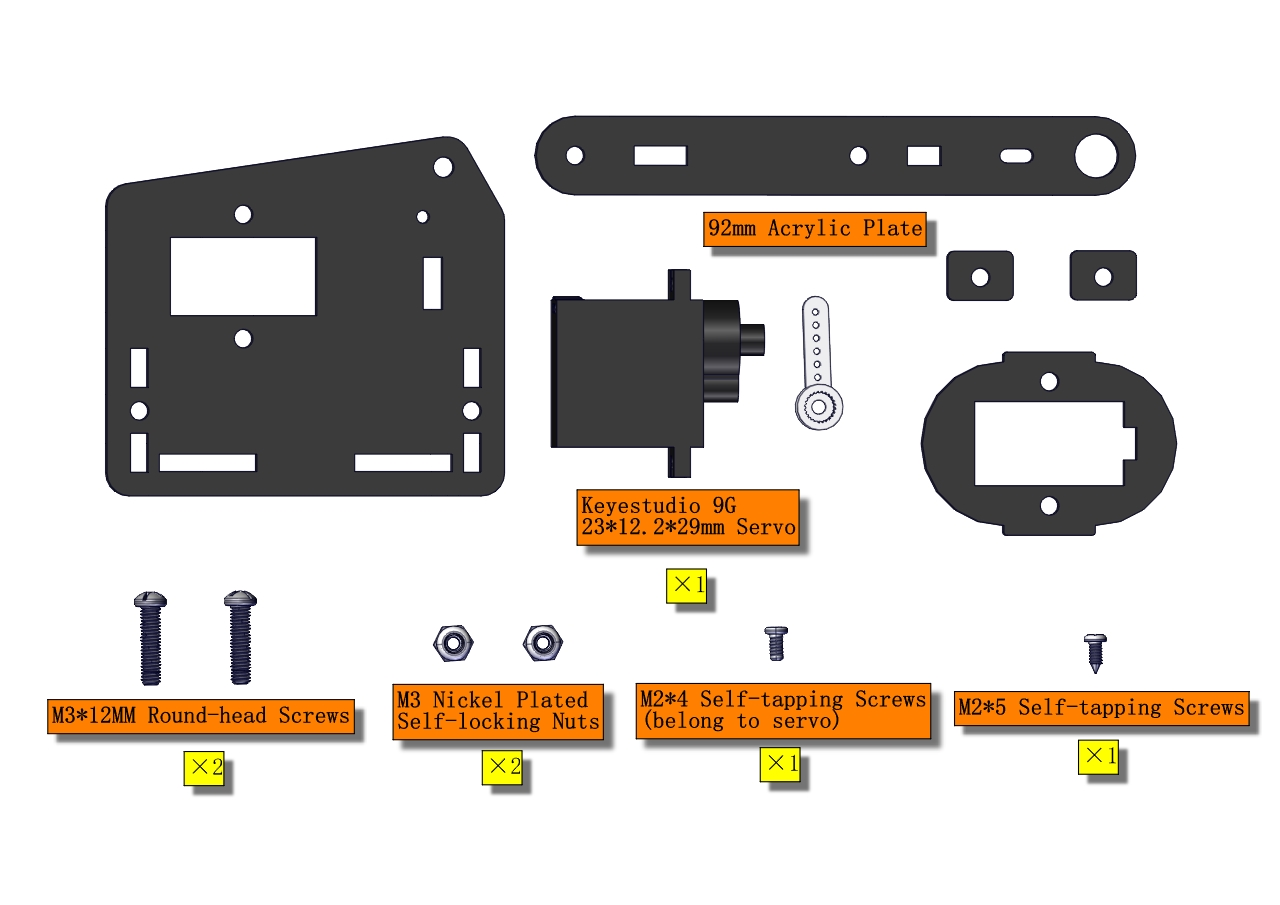 92mm Acrylic Plate
Keyestudio 9G
23*12.2*29mm Servo
×1
M3*12MM Round-head Screws
×2
M3 Nickel Plated
Self-locking Nuts
×2
M2*4 Self-tapping Screws
(belong to servo)
×1
M2*5 Self-tapping Screws
×1